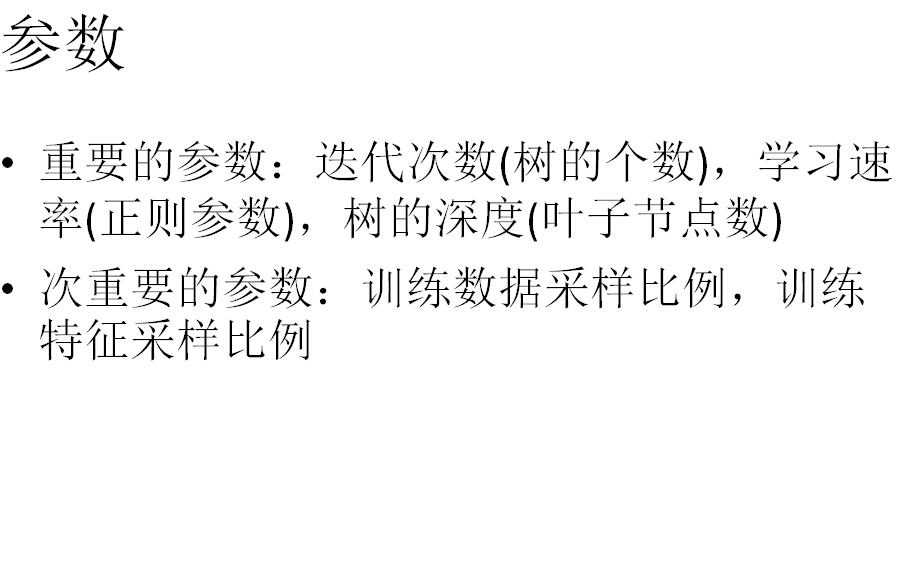 参数
• 重要的参数：迭代次数(树的个数)，学习速
率(正则参数)，树的深度(叶子节点数)
• 次重要的参数：训练数据采样比例，训练
特征采样比例